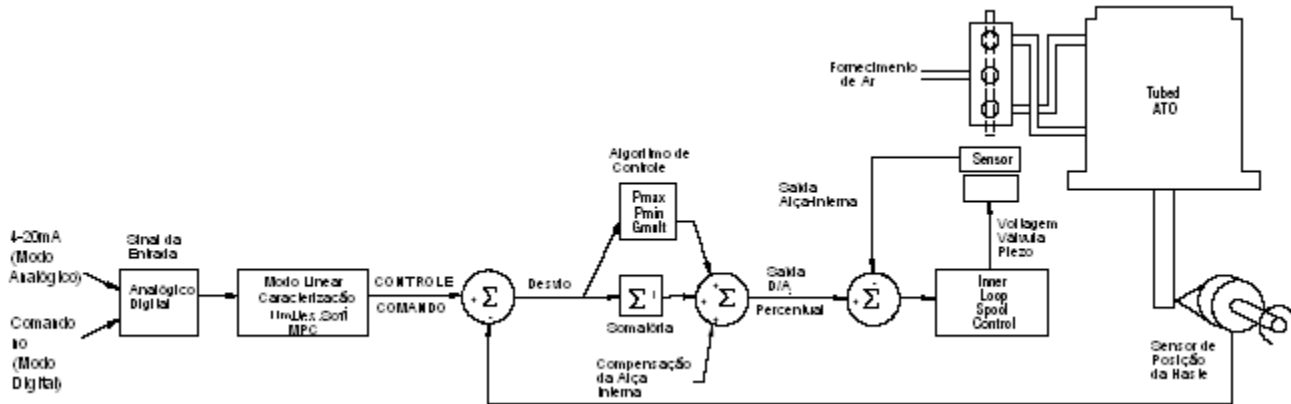 Fornecimento
de Ar
Tubed
ATO
Algoritmo de
Controle
Pmax
Pmin
Gmult
Sensor
Saída
Alça-Interna
Voltagem
Válvula
Piezo
4-20mA
(Modo
Analógico)
Sinal da
Entrada
Analógico
Digital
Modo Linear
Caracterização
MPC
CONTROLE
COMANDO
+ Σ
-
Desvio
Σ
Somatória
+ Σ
+
+
Saída
D/A
Percentual
+ Σ
-
Inner
Loop
Spool
Control
Comando
no (Modo
Digital)
Compensação
da Alça
Interna
Sensor de
Posição
da Haste